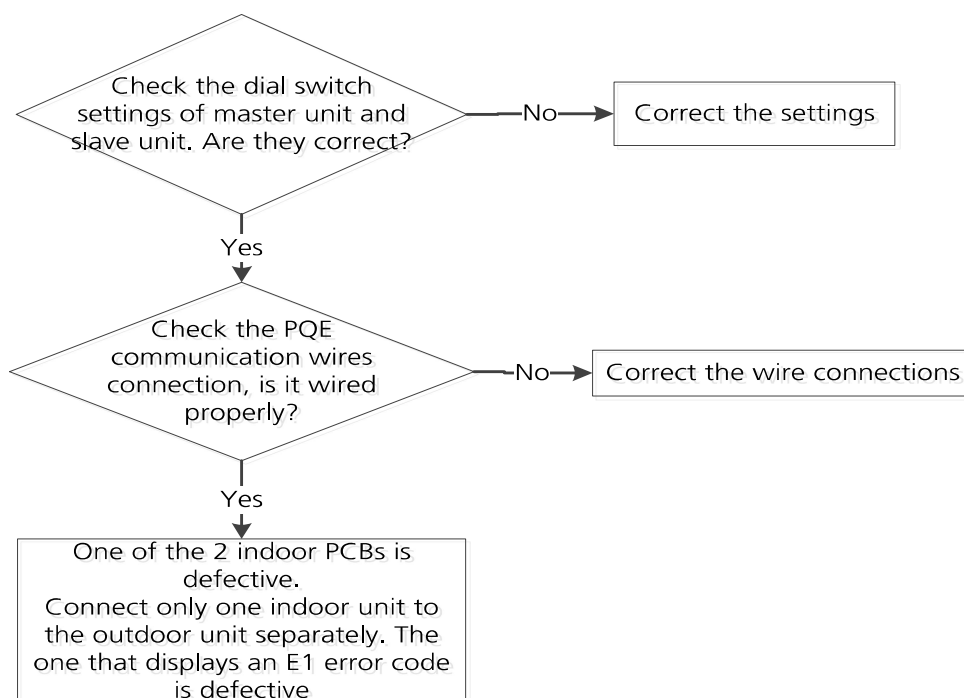 Check the dial switch
settings of master unit and
slave unit. Are they correct?
No
Correct the settings
Yes
Check the PQE
communication wires
connection, is it wired
properly?
No
Correct the wire connections
Yes
One of the 2 indoor PCBs is
defective.
Connect only one indoor unit to
the outdoor unit separately. The
one that displays an E1 error code
is defective